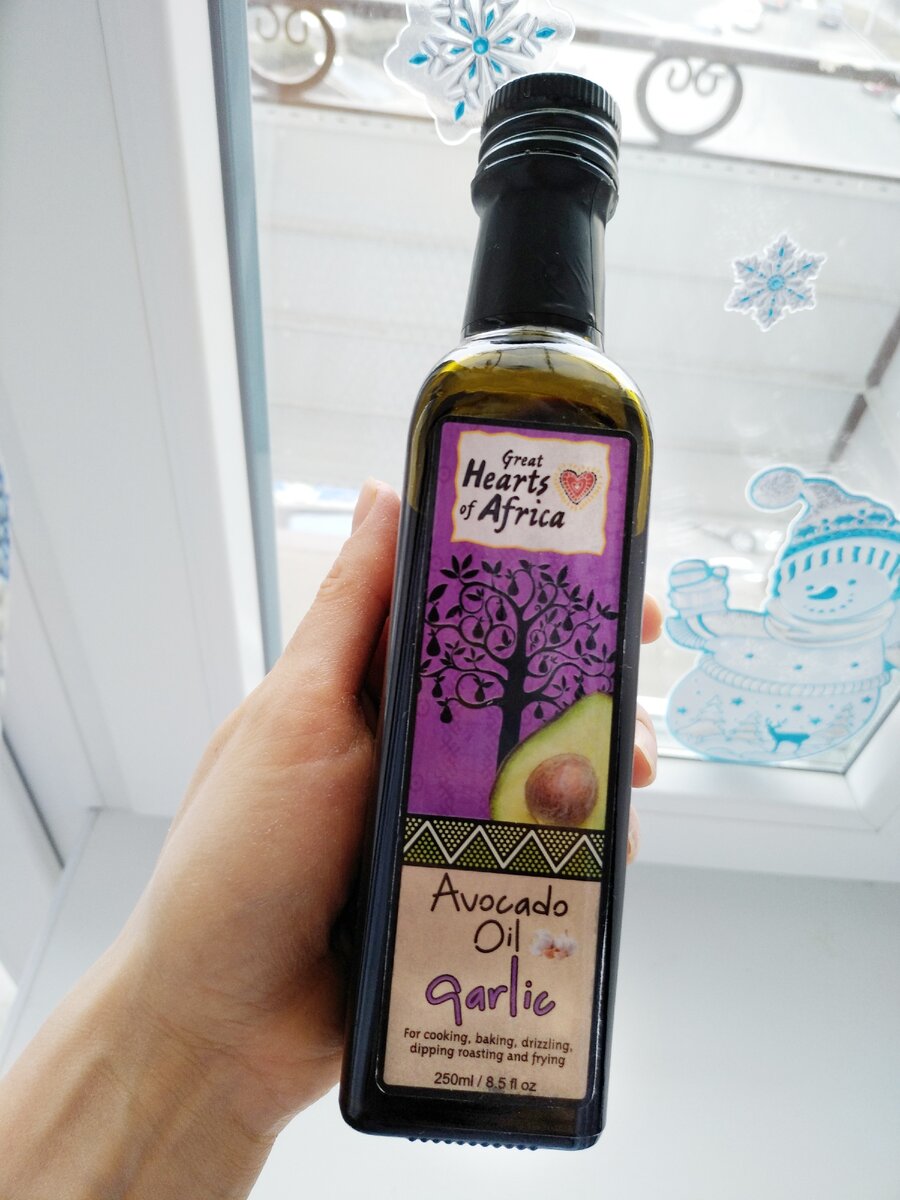 Great
Hearts
of Africa
Avocado
Oil
garlic
For cooking, baking, drizzling,
dipping roasting and frying
250ml / 8.5 fl oz